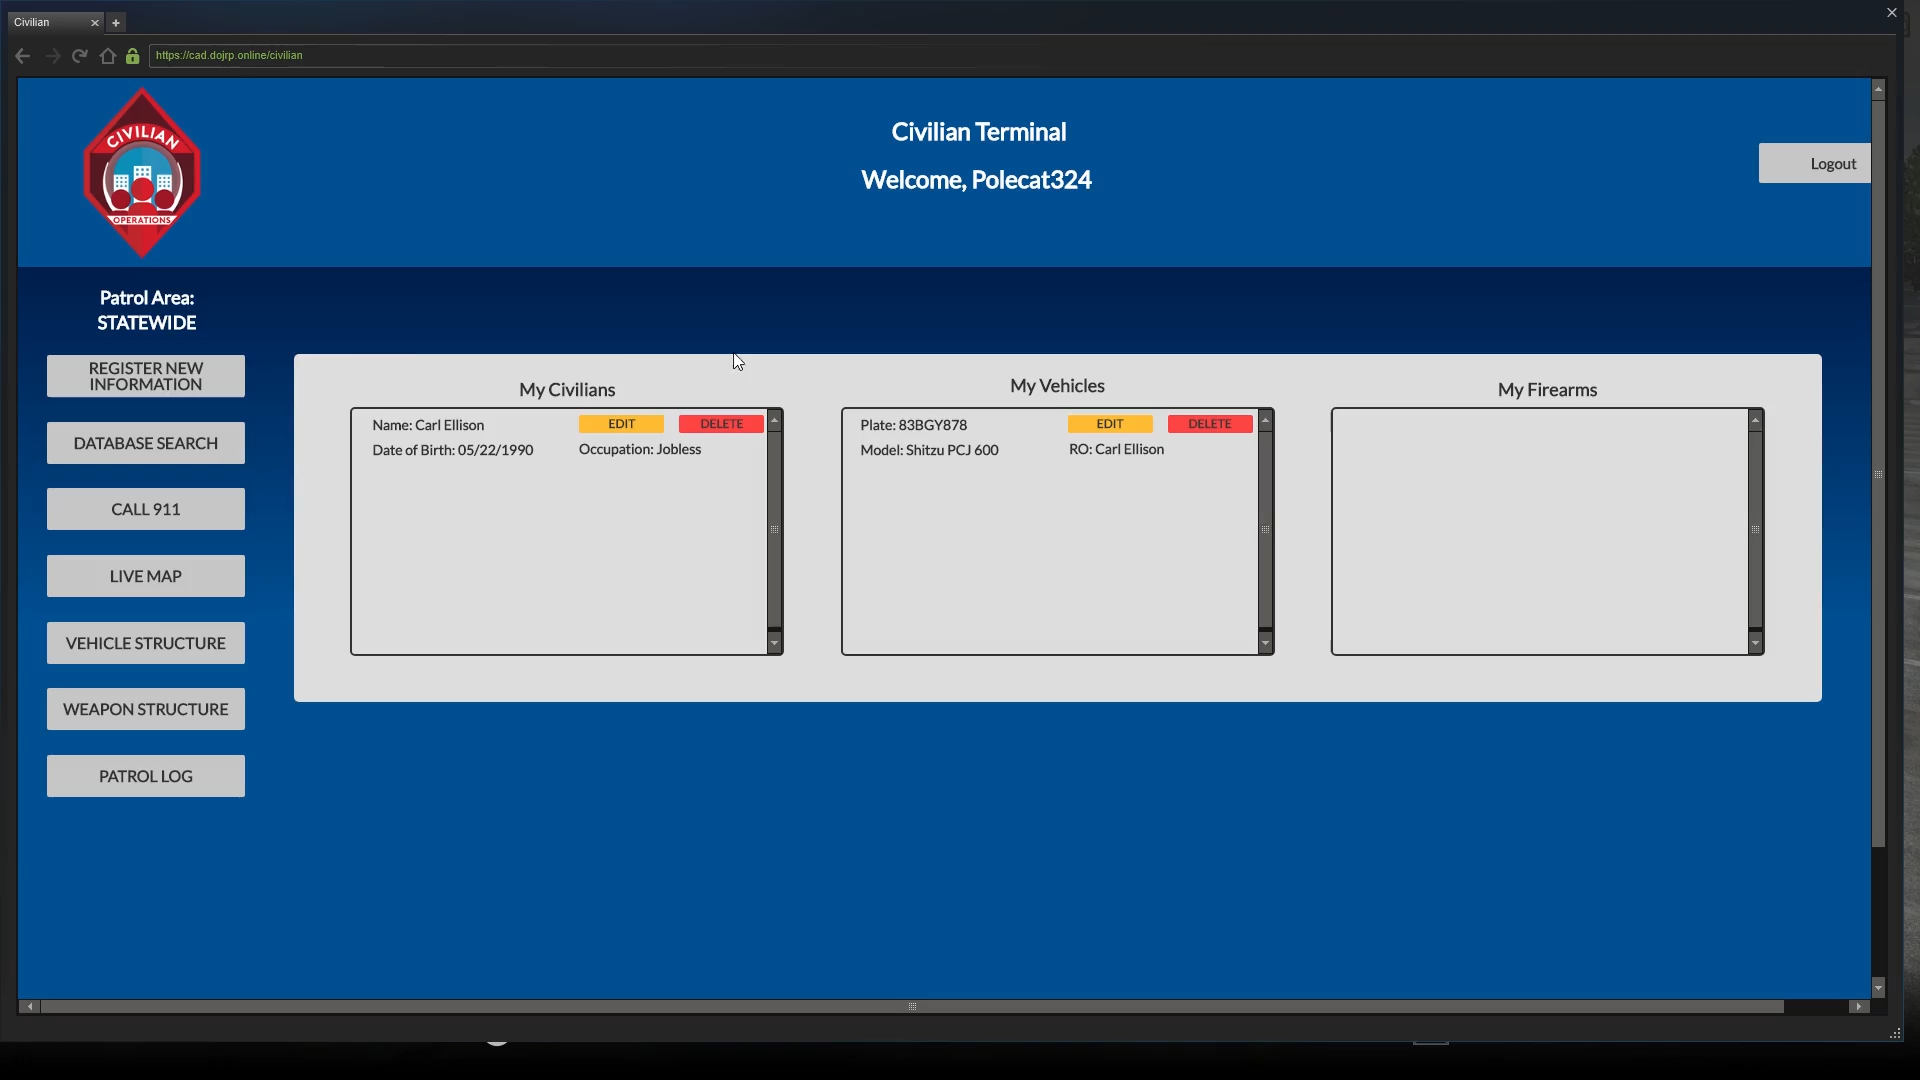 Civilian
https://cad.dojrp.online/civilian
CIVILIAN
OPERATIONS
Civilian Terminal
Welcome, Polecat324
Logout
Patrol Area:
STATEWIDE
REGISTER NEW
INFORMATION
DATABASE SEARCH
CALL 911
LIVE MAP
VEHICLE STRUCTURE
WEAPON STRUCTURE
PATROL LOG
My Civilians
Name: Carl Ellison
EDIT
DELETE
Date of Birth: 05/22/1990
Occupation: Jobless
My Vehicles
Plate: 83BGY878
EDIT
DELETE
Model: Shitzu PCJ 600
RO: Carl Ellison
My Firearms